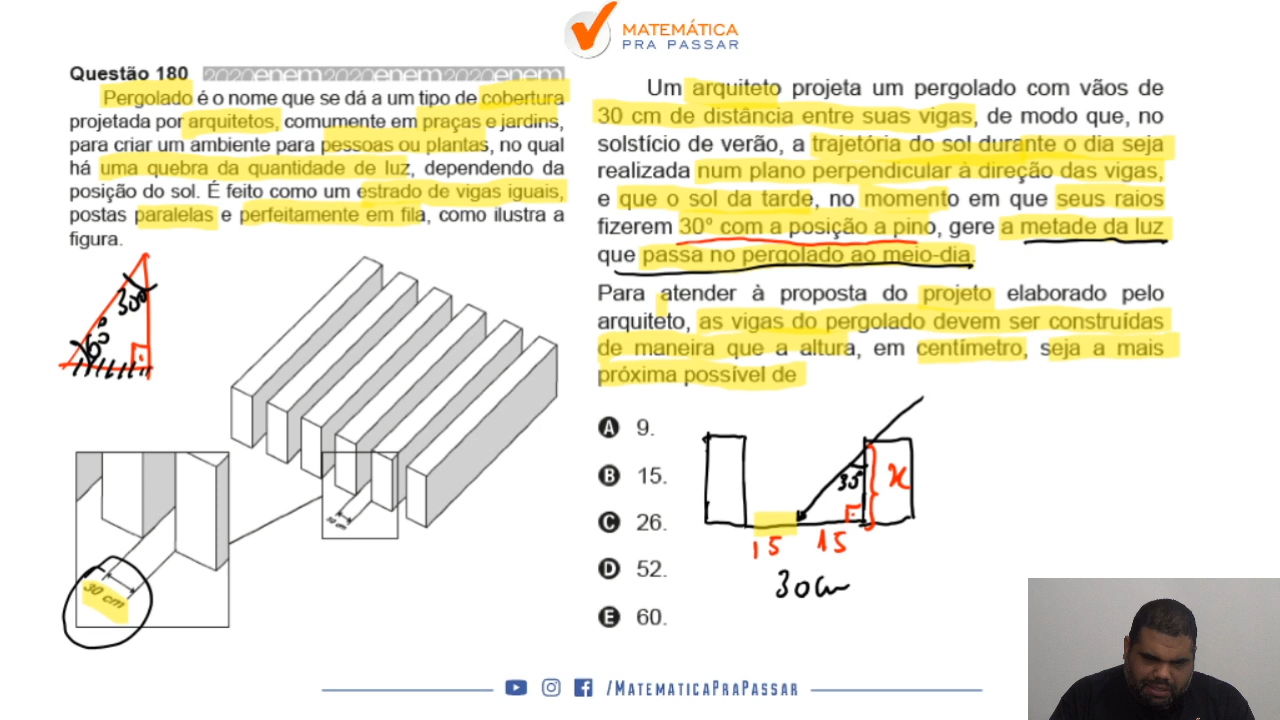 MATEMÁTICA
PRA PASSAR
Questão 180 2020enem2020enem2020enem
Pergolado é o nome que se dá a um tipo de cobertura
projetada por arquitetos, comumente em praças e jardins,
para criar um ambiente para pessoas ou plantas, no qual
há uma quebra da quantidade de luz, dependendo da
posição do sol. É feito como um estrado de vigas iguais,
postas paralelas e perfeitamente em fila, como ilustra a
figura.
30°
60°
30 cm
30 cm
Um arquiteto projeta um pergolado com vãos de
30 cm de distância entre suas vigas, de modo que, no
solstício de verão, a trajetória do sol durante o dia seja
realizada num plano perpendicular à direção das vigas,
e que o sol da tarde, no momento em que seus raios
fizerem 30° com a posição a pino, gere a metade da luz
que passa no pergolado ao meio-dia.
Para atender à proposta do projeto elaborado pelo
arquiteto, as vigas do pergolado devem ser construídas
de maneira que a altura, em centímetro, seja a mais
próxima possível de
A 9.
B 15.
C 26.
D 52.
E 60.
30°
x
15 15
30cm
/MATEMATICAPRAPASSAR